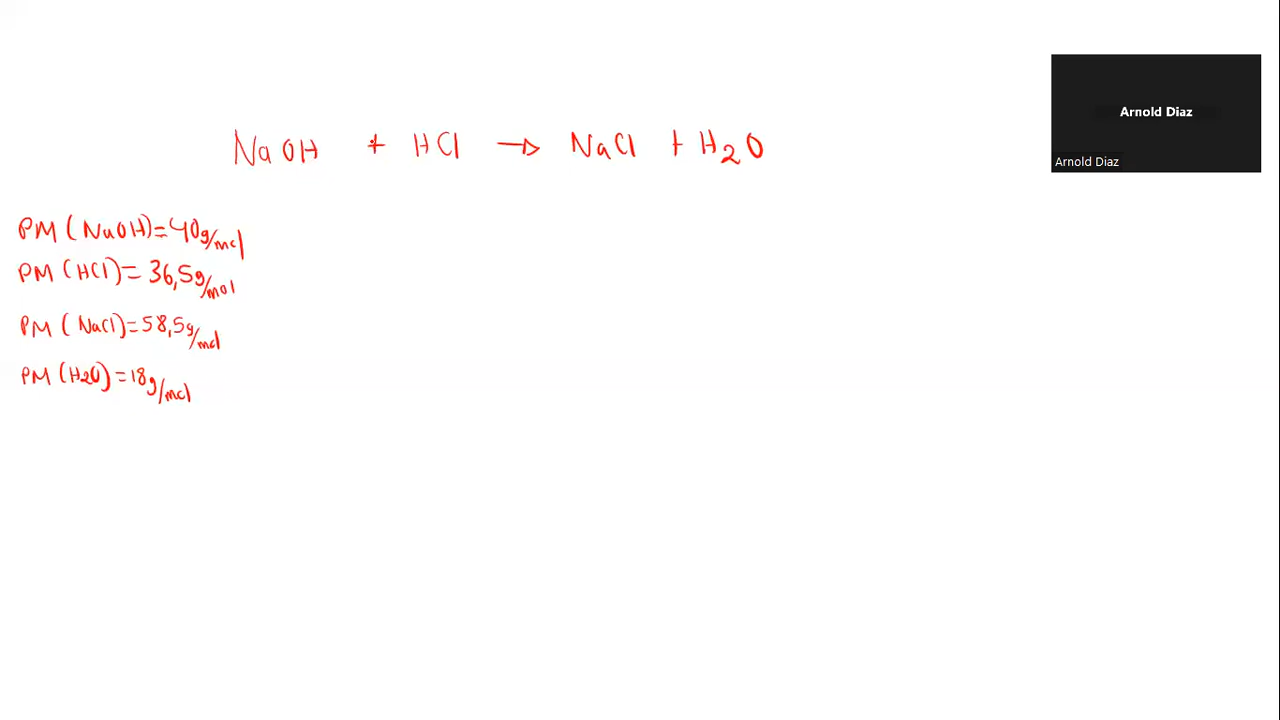 Arnold Diaz
Arnold Diaz
NaOH + HCl → NaCl + H2O
PM (NaOH) = 40g/mol
PM (HCl) = 36,5g/mol
PM (NaCl) = 58,5g/mol
PM (H2O) = 18g/mol